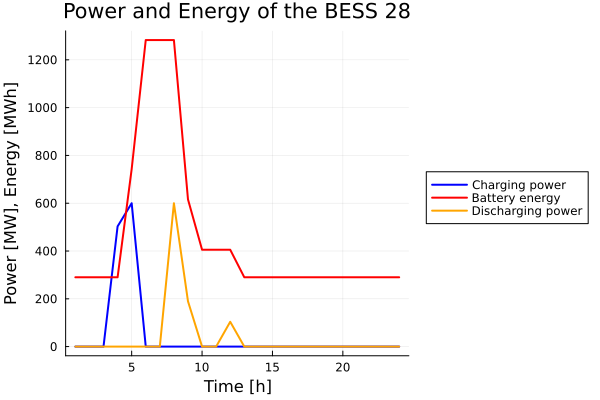 Power and Energy of the BESS 28
Power [MW], Energy [MWh]
1200
1000
800
600
400
200
0
5
10
15
20
Time [h]
Charging power
Battery energy
Discharging power